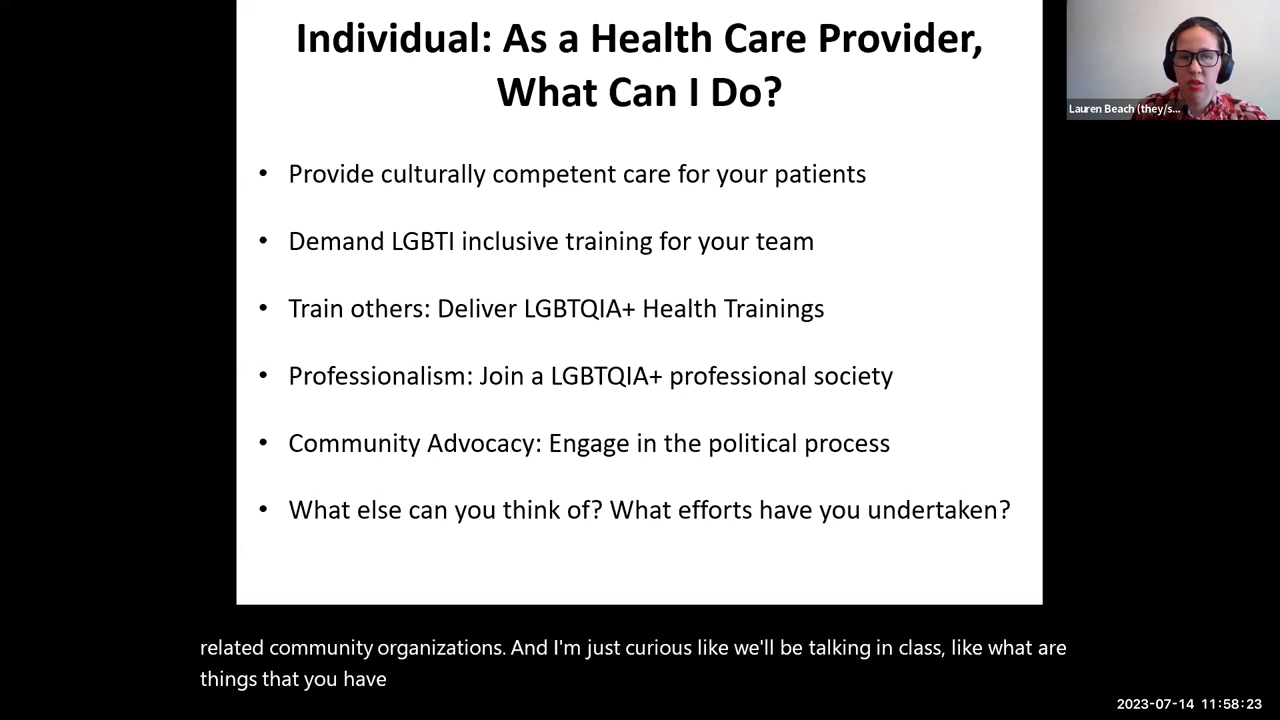 Individual: As a Health Care Provider,
What Can I Do?
Lauren Beach (they/s...
• Provide culturally competent care for your patients
• Demand LGBTI inclusive training for your team
• Train others: Deliver LGBTQIA+ Health Trainings
• Professionalism: Join a LGBTQIA+ professional society
• Community Advocacy: Engage in the political process
• What else can you think of? What efforts have you undertaken?
related community organizations. And I'm just curious like we'll be talking in class, like what are
things that you have
2023-07-14 11:58:23